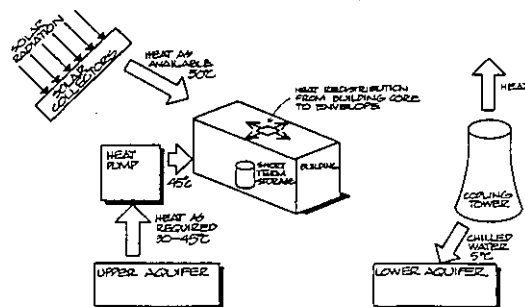 SOLAR
RADIATION
SOLAR
COLLECTORS
HEAT AS
AVAILABLE
50°C
HEAT REDISTRIBUTION
FROM BUILDING CORE
TO ENVELOPE
HEAT
HEAT
PUMP
45°C
SHORT
TERM
STORAGE
BUILDING
COOLING
TOWER
HEAT AS
REQUIRED
30-45°C
CHILLED
WATER
5°C
UPPER AQUIFER
LOWER AQUIFER